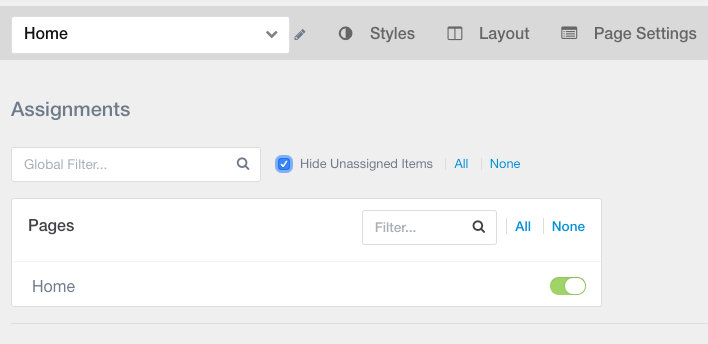 Home Styles Layout Page Settings
Assignments
Global Filter... Hide Unassigned Items All None
Pages Filter... All None
Home